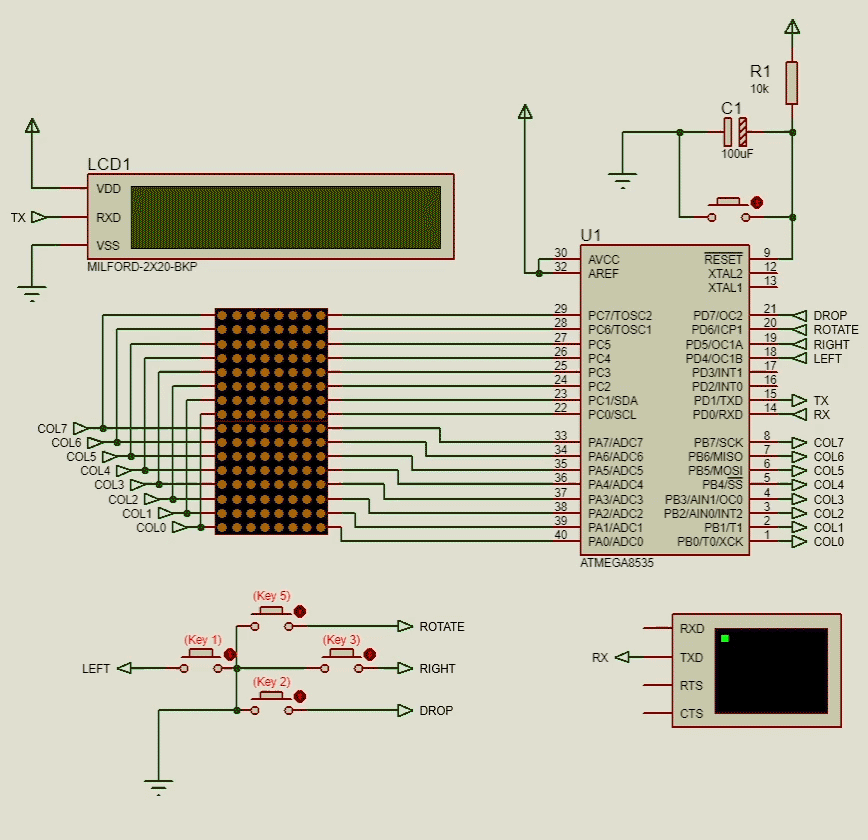 R1
10k
C1
100uF
LCD1
VDD
TX
RXD
VSS
MILFORD-2X20-BKP
U1
30 AVCC RESET 9
32 AREF XTAL2 12
XTAL1 13
29 PC7/TOSC2 PD7/OC2 21 DROP
28 PC6/TOSC1 PD6/ICP1 20 ROTATE
27 PC5 PD5/OC1A 19 RIGHT
26 PC4 PD4/OC1B 18 LEFT
25 PC3 PD3/INT1 17
24 PC2 PD2/INT0 16
23 PC1/SDA PD1/TXD 15 TX
22 PC0/SCL PD0/RXD 14 RX
COL7 33 PA7/ADC7 PB7/SCK 8 COL7
COL6 34 PA6/ADC6 PB6/MISO 7 COL6
COL5 35 PA5/ADC5 PB5/MOSI 6 COL5
COL4 36 PA4/ADC4 PB4/SS 5 COL4
COL3 37 PA3/ADC3 PB3/AIN1/OC0 4 COL3
COL2 38 PA2/ADC2 PB2/AIN0/INT2 3 COL2
COL1 39 PA1/ADC1 PB1/T1 2 COL1
COL0 40 PA0/ADC0 PB0/T0/XCK 1 COL0
ATMEGA8535
(Key 5)
ROTATE
(Key 1)
(Key 3)
LEFT
RIGHT
(Key 2)
DROP
RXD
RX
TXD
RTS
CTS